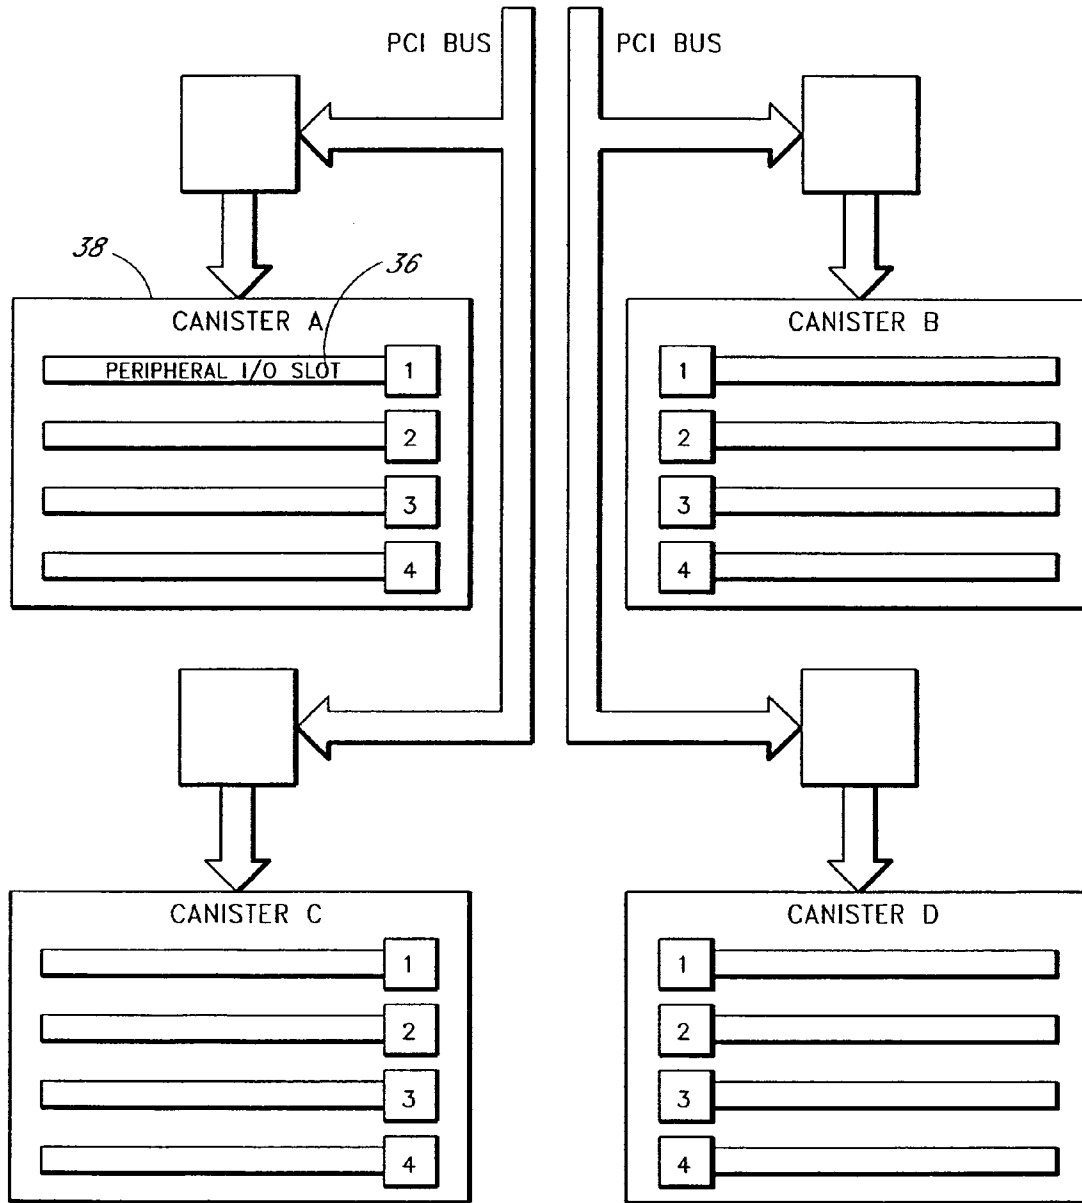 PCI BUS
PCI BUS
38
36
CANISTER A
PERIPHERAL I/O SLOT
1
2
3
4
CANISTER B
1
2
3
4
CANISTER C
1
2
3
4
CANISTER D
1
2
3
4